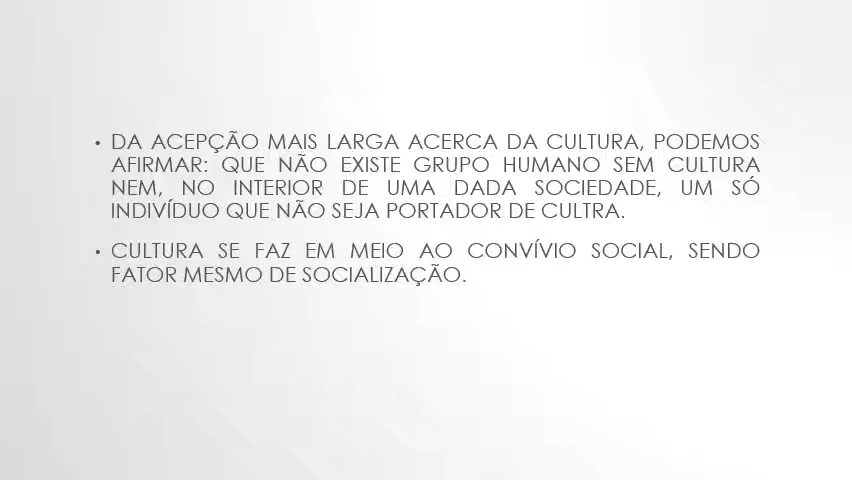 • DA ACEPÇÃO MAIS LARGA ACERCA DA CULTURA, PODEMOS
AFIRMAR: QUE NÃO EXISTE GRUPO HUMANO SEM CULTURA
NEM, NO INTERIOR DE UMA DADA SOCIEDADE, UM SÓ
INDIVÍDUO QUE NÃO SEJA PORTADOR DE CULTRA.
• CULTURA SE FAZ EM MEIO AO CONVÍVIO SOCIAL, SENDO
FATOR MESMO DE SOCIALIZAÇÃO.